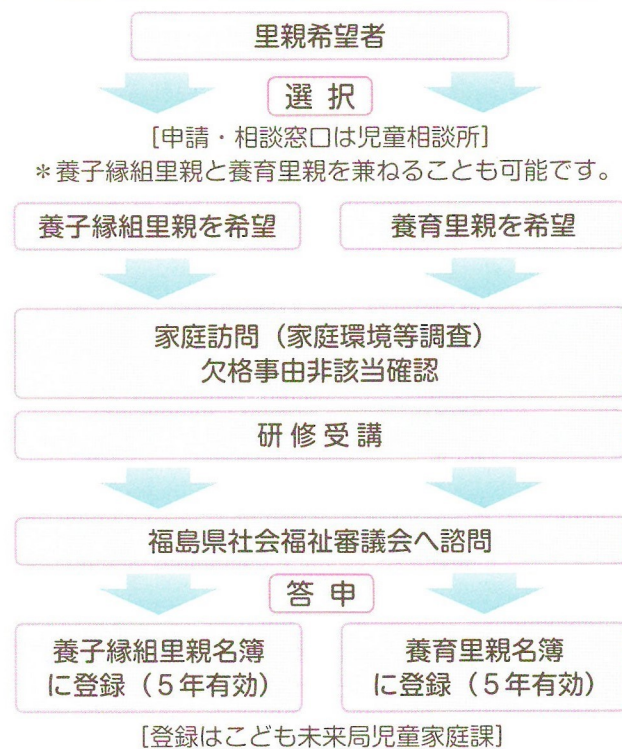 里親希望者
選択
[申請・相談窓口は児童相談所]
＊養子縁組里親と養育里親を兼ねることも可能です。
養子縁組里親を希望
養育里親を希望
家庭訪問（家庭環境等調査）
欠格事由非該当確認
研修受講
福島県社会福祉審議会へ諮問
答申
養子縁組里親名簿
に登録（５年有効）
養育里親名簿
に登録（５年有効）
[登録はこども未来局児童家庭課]